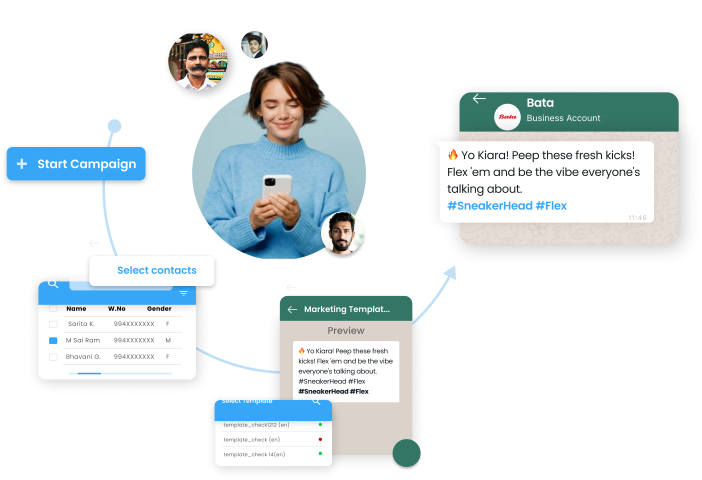 + Start Campaign
Select contacts
Name W.No Gender
Sarita K. 994XXXXXXX F
M Sai Ram 994XXXXXXX M
Bhavani G. 994XXXXXXX F
Marketing Templat...
Preview
🔥 Yo Kiara! Peep these fresh
kicks! Flex 'em and be the vibe
everyone's talking about.
#SneakerHead #Flex
#SneakerHead #Flex
Select Template
template_check1212 (en)
template_check (en)
template_check 14(en)
Bata
Bata
Business Account
🔥 Yo Kiara! Peep these fresh kicks!
Flex 'em and be the vibe everyone's
talking about.
#SneakerHead #Flex
11:46